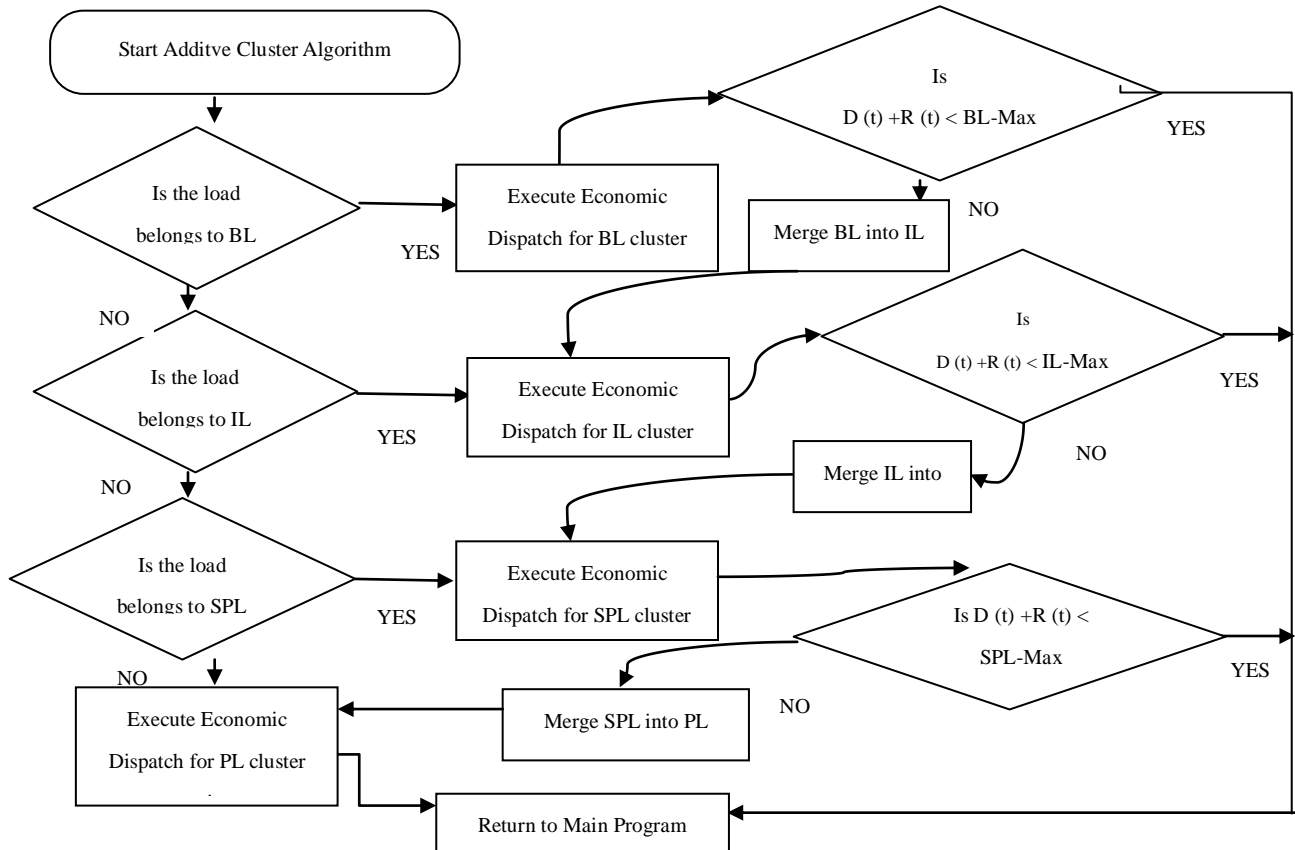 Start Additve Cluster Algorithm
Is
D (t) +R (t) < BL-Max
YES
Is the load
belongs to BL
YES
Execute Economic
Dispatch for BL cluster
NO
Merge BL into IL
NO
Is the load
belongs to IL
YES
Execute Economic
Dispatch for IL cluster
Is
D (t) +R (t) < IL-Max
YES
NO
Merge IL into
NO
Is the load
belongs to SPL
YES
Execute Economic
Dispatch for SPL cluster
Is D (t) +R (t) <
SPL-Max
YES
NO
Merge SPL into PL
NO
Execute Economic
Dispatch for PL cluster
Return to Main Program